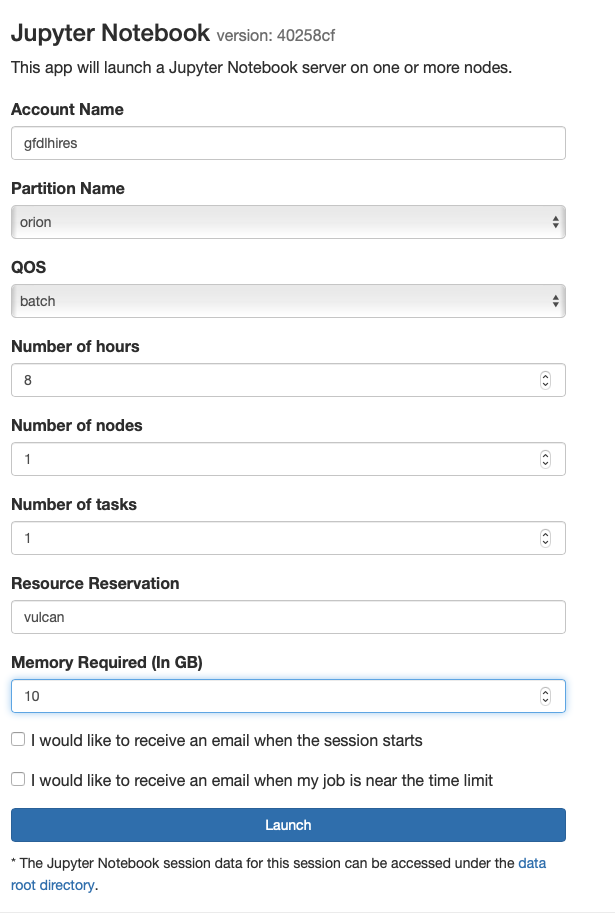 Jupyter Notebook version: 40258cf
This app will launch a Jupyter Notebook server on one or more nodes.
Account Name
gfdlhires
Partition Name
orion
QOS
batch
Number of hours
8
Number of nodes
1
Number of tasks
1
Resource Reservation
vulcan
Memory Required (In GB)
10
I would like to receive an email when the session starts
I would like to receive an email when my job is near the time limit
Launch
* The Jupyter Notebook session data for this session can be accessed under the data
root directory.